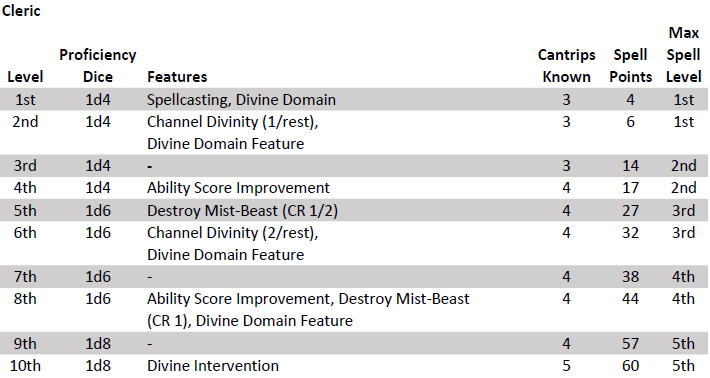 Cleric
Max
Proficiency Cantrips Spell Spell
Level Dice Features Known Points Level
1st 1d4 Spellcasting, Divine Domain 3 4 1st
2nd 1d4 Channel Divinity (1/rest), 3 6 1st
Divine Domain Feature
3rd 1d4 - 3 14 2nd
4th 1d4 Ability Score Improvement 4 17 2nd
5th 1d6 Destroy Mist-Beast (CR 1/2) 4 27 3rd
6th 1d6 Channel Divinity (2/rest), 4 32 3rd
Divine Domain Feature
7th 1d6 - 4 38 4th
8th 1d6 Ability Score Improvement, Destroy Mist-Beast 4 44 4th
(CR 1), Divine Domain Feature
9th 1d8 - 4 57 5th
10th 1d8 Divine Intervention 5 60 5th